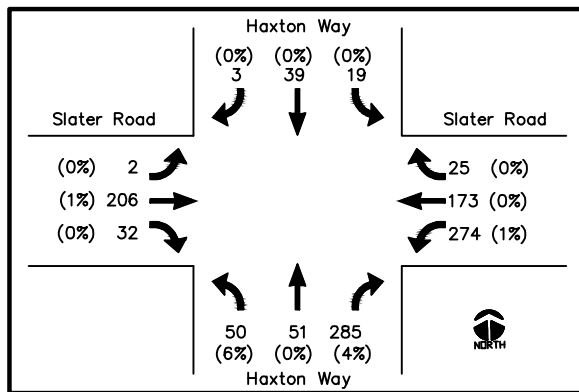 Haxton Way
(0%) (0%) (0%)
3 39 19
Slater Road
Slater Road
(0%) 2
25 (0%)
(1%) 206
173 (0%)
(0%) 32
274 (1%)
50 51 285
(6%) (0%) (4%)
Haxton Way
NORTH